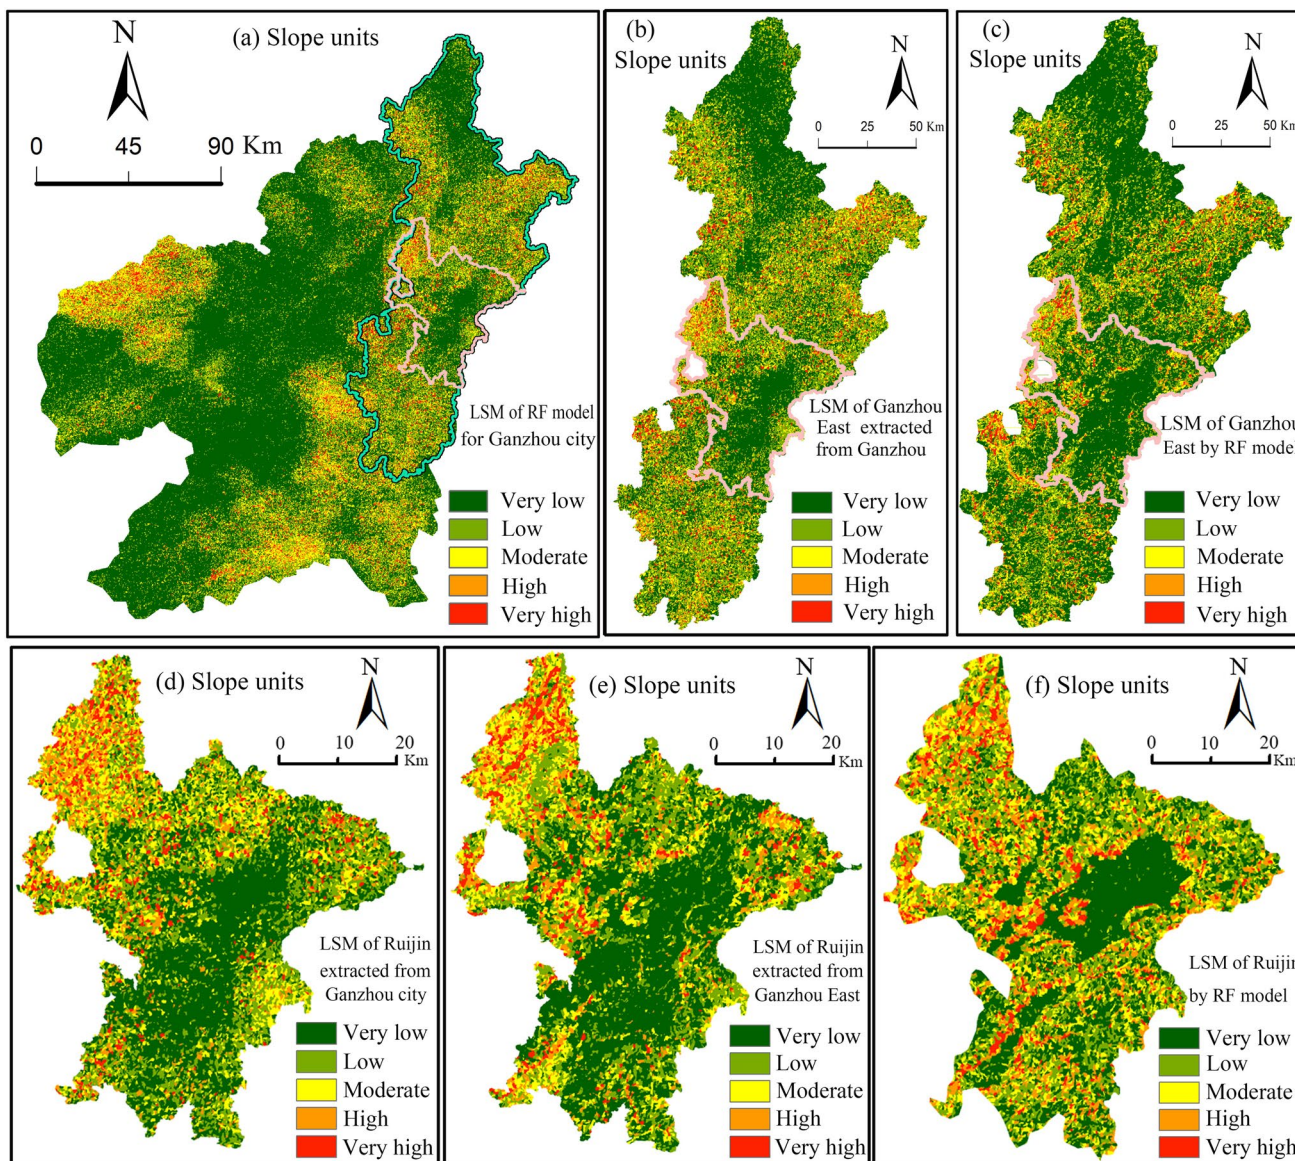 (a) Slope units
N
0 45 90 Km
LSM of RF model
for Ganzhou city
Very low
Low
Moderate
High
Very high
(b)
Slope units
N
0 25 50 Km
LSM of Ganzhou
East extracted
from Ganzhou
Very low
Low
Moderate
High
Very high
(c)
Slope units
N
0 25 50 Km
LSM of Ganzhou
East by RF model
Very low
Low
Moderate
High
Very high
(d) Slope units
N
0 10 20
Km
LSM of Ruijin
extracted from
Ganzhou city
Very low
Low
Moderate
High
Very high
(e) Slope units
N
0 10 20
Km
LSM of Ruijin
extracted from
Ganzhou East
Very low
Low
Moderate
High
Very high
(f) Slope units
N
0 10 20
Km
LSM of Ruijin
by RF model
Very low
Low
Moderate
High
Very high